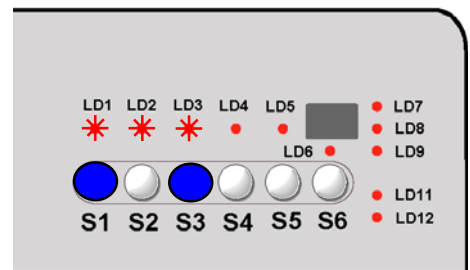 LD1 LD2 LD3 LD4 LD5 LD7
LD8
LD6 LD9
LD11
S1 S2 S3 S4 S5 S6 LD12